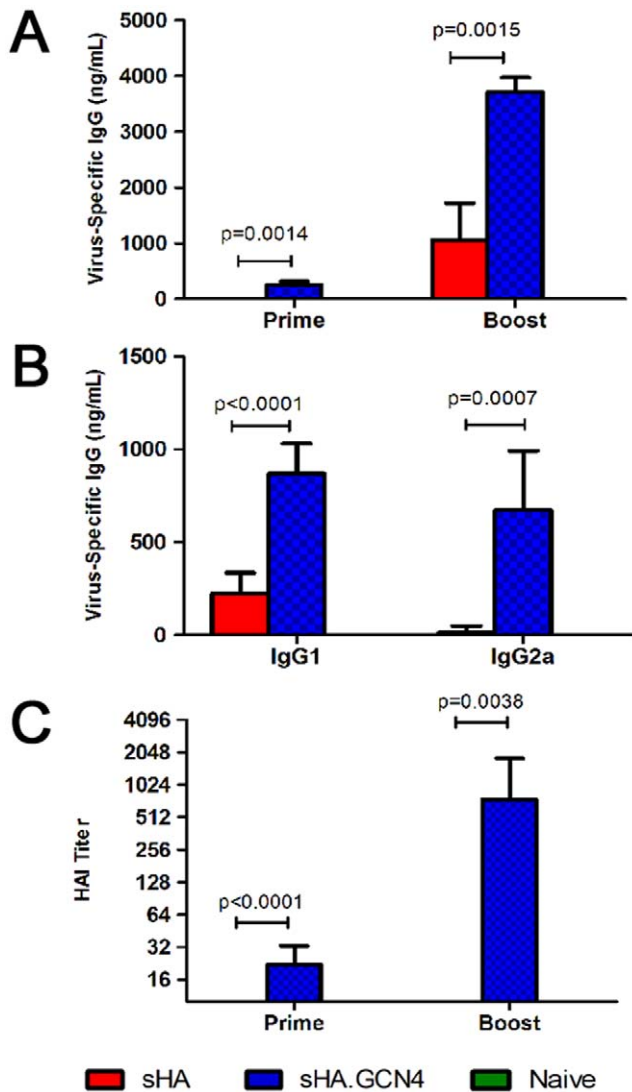 A
Virus-Specific IgG (ng/mL)
5000
4000
3000
2000
1000
0
p=0.0014
p=0.0015
Prime Boost
B
Virus-Specific IgG (ng/mL)
1500
1000
500
0
p<0.0001
p=0.0007
IgG1 IgG2a
C
HAI Titer
4096
2048
1024
512
256
128
64
32
16
p<0.0001
p=0.0038
Prime Boost
sHA sHA.GCN4 Naive